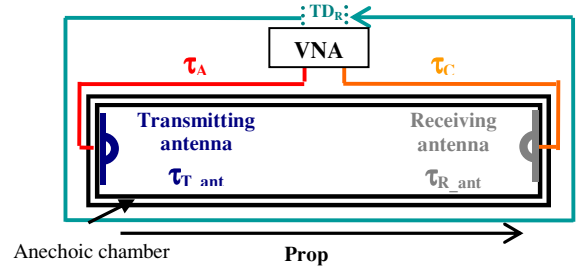 TD_R
VNA
τ_A
τ_C
Transmitting
antenna
τ_T_ant
Receiving
antenna
τ_R_ant
Anechoic chamber
Prop